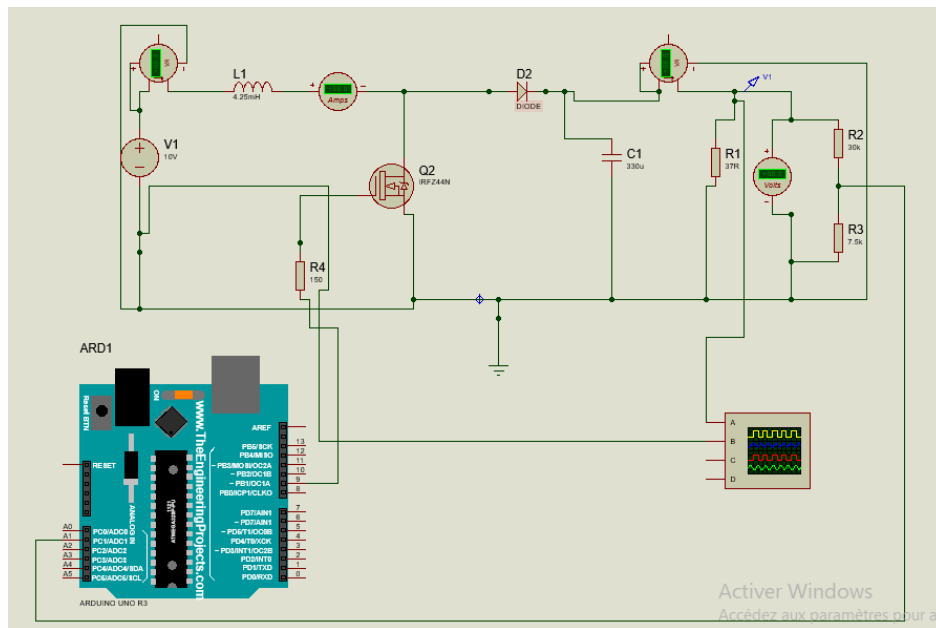 L1
4.25mH
Amps
D2
DIODE
V1
V1
10V
Q2
IRFZ44N
C1
330u
R1
37R
Volts
R2
30k
R3
7.5k
R4
150
ARD1
Reset BTN
ON
www.TheEngineeringProjects.com
RESET
ANALOG IN
AREF
PB5/SCK 13
PB4/MISO 12
~PB3/MOSI/OC2A 11
~PB2/OC1B 10
~PB1/OC1A 9
PB0/ICP1/CLKO 8
PD7/AIN1 7
~PD7/AIN1 6
~PD5/T1/OC0B 5
PD4/T0/XCK 4
~PD3/INT1/OC2B 3
PD2/INT0 2
PD1/TXD 1
PD0/RXD 0
A0 PC0/ADC0
A1 PC1/ADC1
A2 PC2/ADC2
A3 PC3/ADC3
A4 PC4/ADC4/SDA
A5 PC5/ADC5/SCL
ARDUINO UNO R3
A
B
C
D
Activer Windows
Accédez aux paramètres pour a